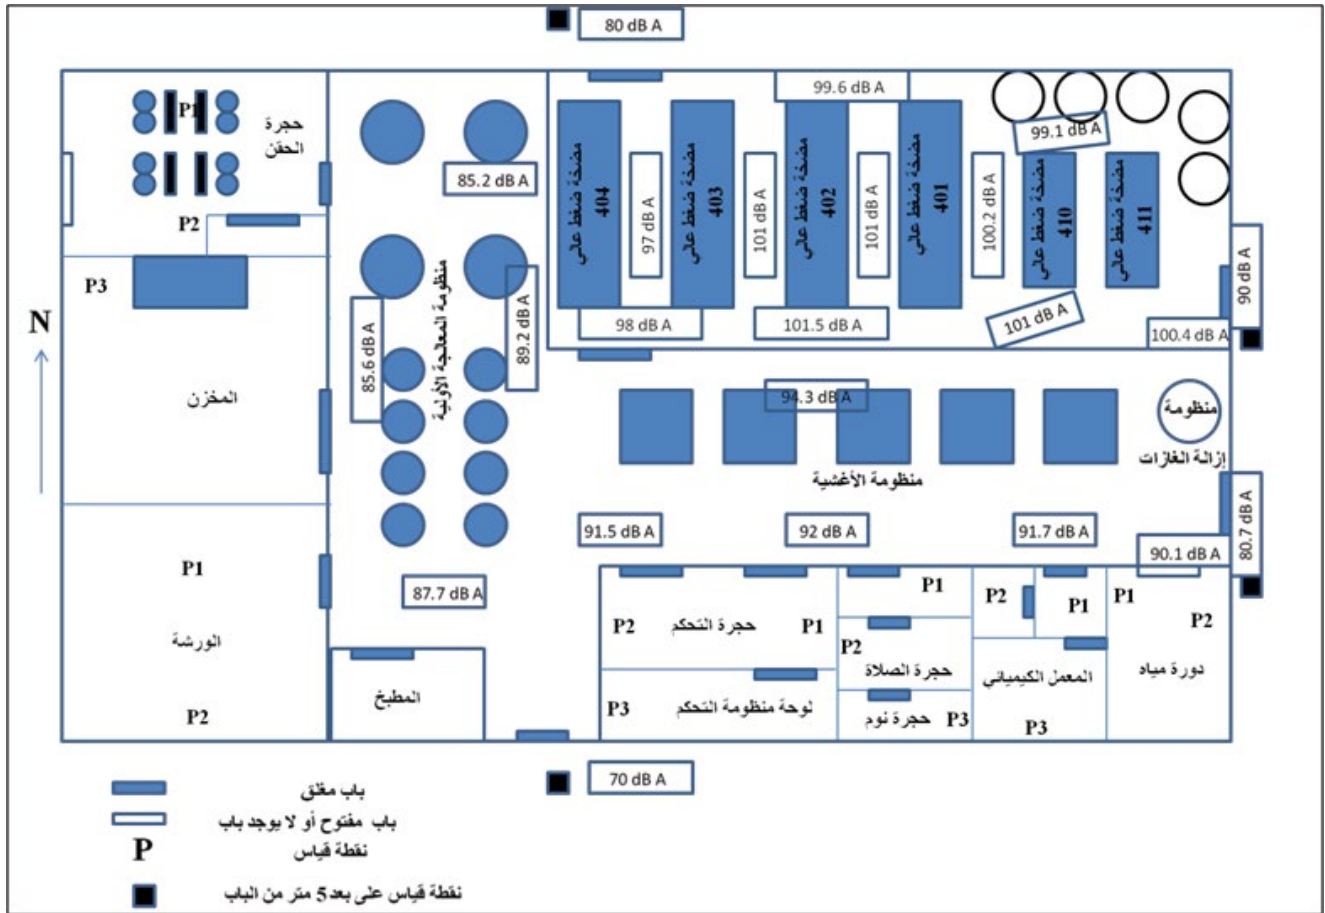 80 dB A
P1
حجرة
الحقن
P2
P3
N
المخزن
P1
الورشة
P2
85.2 dB A
85.6 dB A
89.2 dB A
منظومة المعالجة الأولية
87.7 dB A
المطبخ
99.6 dB A
99.1 dB A
مضخة ضغط عالي
404
97 dB A
مضخة ضغط عالي
403
101 dB A
مضخة ضغط عالي
402
101 dB A
مضخة ضغط عالي
401
100.2 dB A
مضخة ضغط عالي
410
مضخة ضغط عالي
411
98 dB A
101.5 dB A
101 dB A
100.4 dB A
90 dB A
94.3 dB A
منظومة
إزالة الغازات
منظومة الأغشية
91.5 dB A
92 dB A
91.7 dB A
90.1 dB A
80.7 dB A
P2
حجرة التحكم
P1
P3
لوحة منظومة التحكم
P1
P2
حجرة الصلاة
حجرة نوم
P3
P2
P1
المعمل الكيميائي
P3
P1
P2
دورة مياه
70 dB A
باب مغلق
باب مفتوح أو لا يوجد باب
P
نقطة قياس
نقطة قياس على بعد 5 متر من الباب